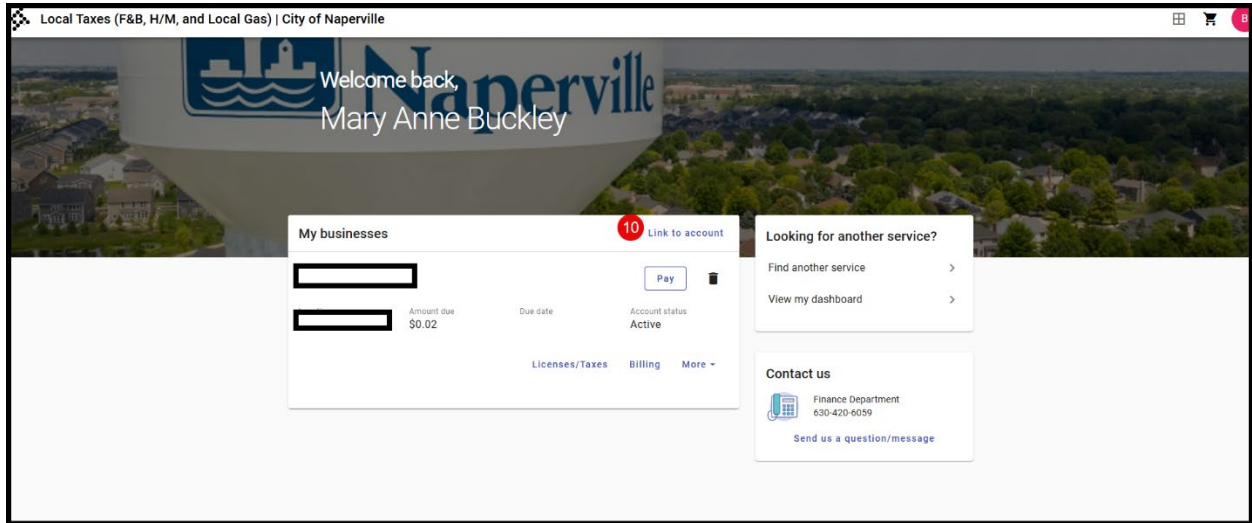 Local Taxes (F&B, H/M, and Local Gas) | City of Naperville
B
Naperville
Welcome back,
Mary Anne Buckley
My businesses
10 Link to account
Pay
Amount due Due date Account status
$0.02 Active
Licenses/Taxes Billing More
Looking for another service?
Find another service
View my dashboard
Contact us
Finance Department
630-420-6059
Send us a question/message